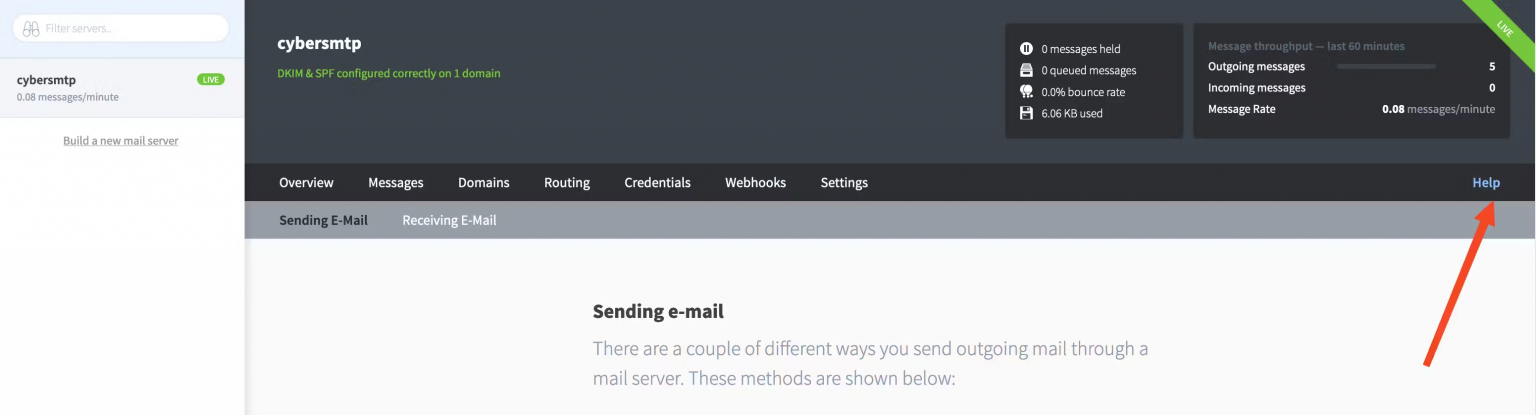 Filter servers...
cybersmtp
LIVE
0.08 messages/minute
Build a new mail server
cybersmtp
DKIM & SPF configured correctly on 1 domain
0 messages held
0 queued messages
0.0% bounce rate
6.06 KB used
Message throughput — last 60 minutes
Outgoing messages 5
Incoming messages 0
Message Rate 0.08 messages/minute
LIVE
Overview Messages Domains Routing Credentials Webhooks Settings Help
Sending E-Mail Receiving E-Mail
Sending e-mail
There are a couple of different ways you send outgoing mail through a
mail server. These methods are shown below: